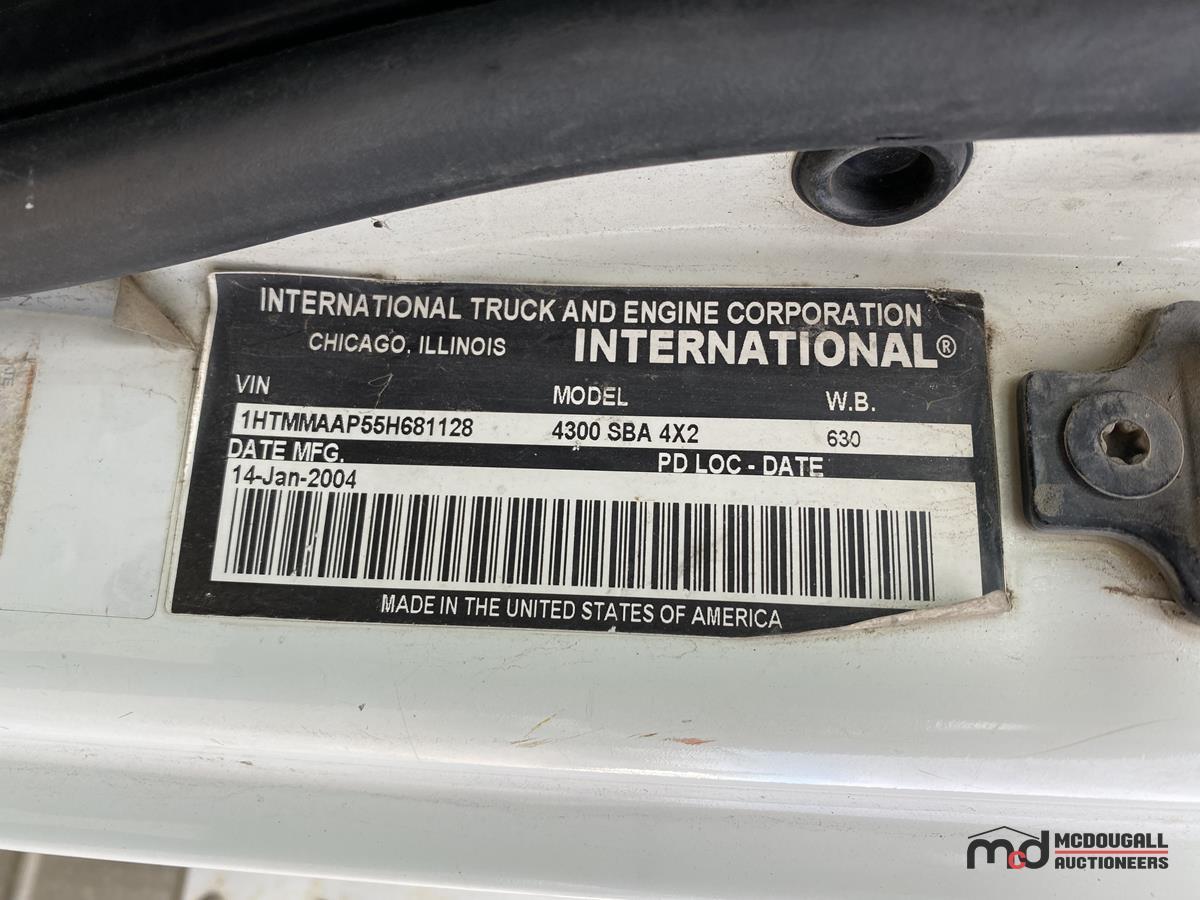 INTERNATIONAL TRUCK AND ENGINE CORPORATION
CHICAGO, ILLINOIS INTERNATIONAL®
VIN MODEL W.B.
1HTMMAAP55H681128 4300 SBA 4X2 630
DATE MFG. PD LOC - DATE
14-Jan-2004
MADE IN THE UNITED STATES OF AMERICA
mcd MCDOUGALL
AUCTIONEERS